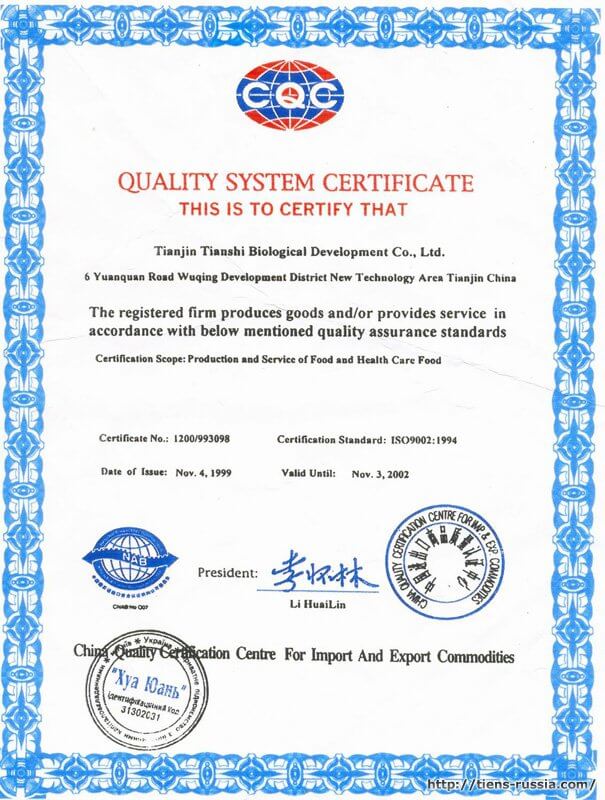 CQC
QUALITY SYSTEM CERTIFICATE
THIS IS TO CERTIFY THAT
Tianjin Tianshi Biological Development Co., Ltd.
6 Yuanquan Road Wuqing Development District New Technology Area Tianjin China
The registered firm produces goods and/or provides service in
accordance with below mentioned quality assurance standards
Certification Scope: Production and Service of Food and Health Care Food
Certificate No.: 1200/993098 Certification Standard: ISO9002:1994
Date of Issue: Nov. 4, 1999 Valid Until: Nov. 3, 2002
NAB
CNAB No 007
President: 李怀林
Li HuaiLin
CHINA QUALITY CERTIFICATION CENTRE FOR IMP & EXP COMMODITIES
中国进出口商品质量认证中心
China Quality Certification Centre For Import And Export Commodities
Україна
"Хуа Юань"
ідентифікаційний код
31302031
http://tiens-russia.com/